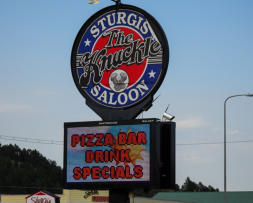 STURGIS
The
Knuckle
SALOON
PIZZA BAR
DRINK
SPECIALS